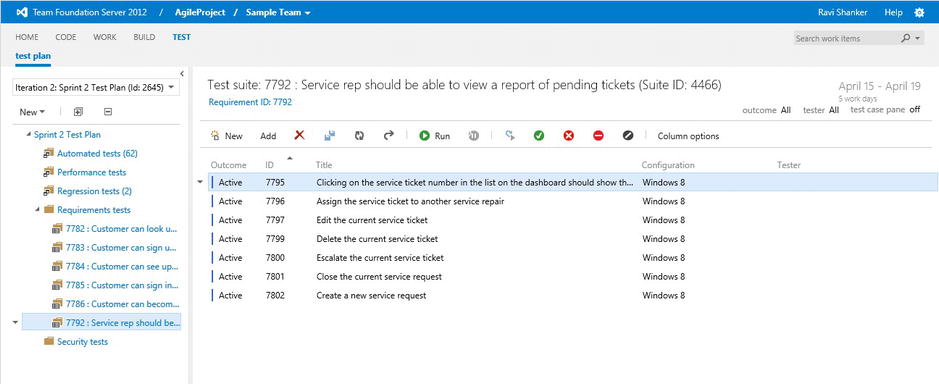 Team Foundation Server 2012 / AgileProject / Sample Team Ravi Shanker Help
HOME CODE WORK BUILD TEST Search work items
test plan
Iteration 2: Sprint 2 Test Plan (Id: 2645)
New
Sprint 2 Test Plan
Automated tests (62)
Performance tests
Regression tests (2)
Requirements tests
7782 : Customer can look u...
7783 : Customer can sign u...
7784 : Customer can see up...
7785 : Customer can sign in...
7786 : Customer can becom...
7792 : Service rep should be...
Security tests
Test suite: 7792 : Service rep should be able to view a report of pending tickets (Suite ID: 4466)
Requirement ID: 7792
April 15 - April 19
5 work days
outcome All tester All test case pane off
New Add Run Column options
Outcome ID Title Configuration Tester
Active 7795 Clicking on the service ticket number in the list on the dashboard should show th... Windows 8
Active 7796 Assign the service ticket to another service repair Windows 8
Active 7797 Edit the current service ticket Windows 8
Active 7799 Delete the current service ticket Windows 8
Active 7800 Escalate the current service ticket Windows 8
Active 7801 Close the current service request Windows 8
Active 7802 Create a new service request Windows 8